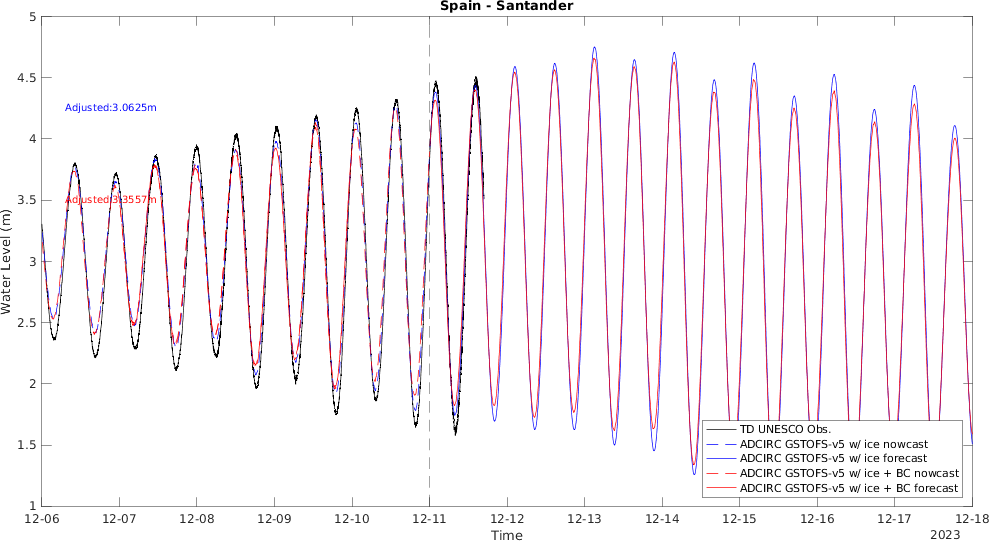 Spain - Santander
5
4.5
4
3.5
3
2.5
2
1.5
1
Water Level (m)
Adjusted:3.0625m
Adjusted:3.3557m
TD UNESCO Obs.
ADCIRC GSTOFS-v5 w/ ice nowcast
ADCIRC GSTOFS-v5 w/ ice forecast
ADCIRC GSTOFS-v5 w/ ice + BC nowcast
ADCIRC GSTOFS-v5 w/ ice + BC forecast
12-06 12-07 12-08 12-09 12-10 12-11 12-12 12-13 12-14 12-15 12-16 12-17 12-18
Time
2023